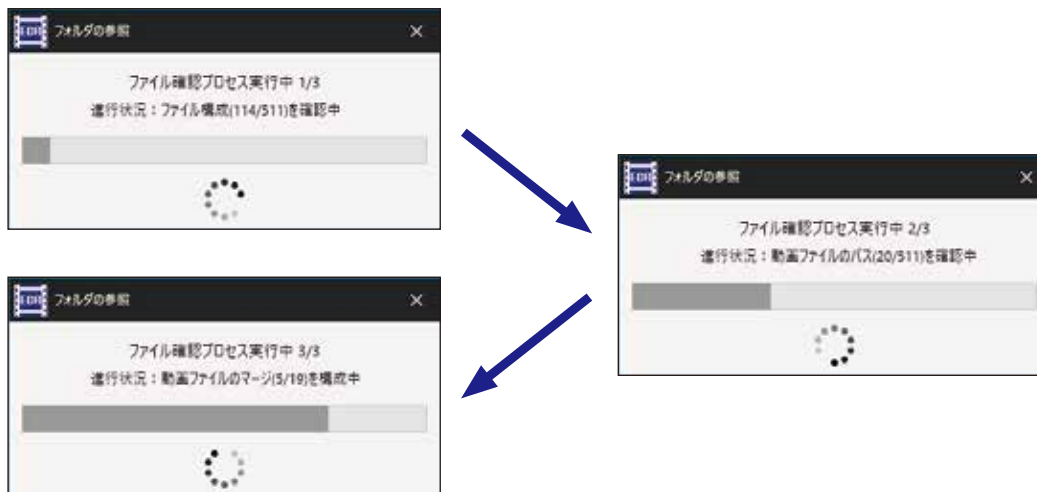 EDR フォルダの参照 ×
ファイル確認プロセス実行中 1/3
進行状況：ファイル構成(114/511)を確認中
EDR フォルダの参照 ×
ファイル確認プロセス実行中 2/3
進行状況：動画ファイルのパス(20/511)を確認中
EDR フォルダの参照 ×
ファイル確認プロセス実行中 3/3
進行状況：動画ファイルのマージ(5/19)を構成中